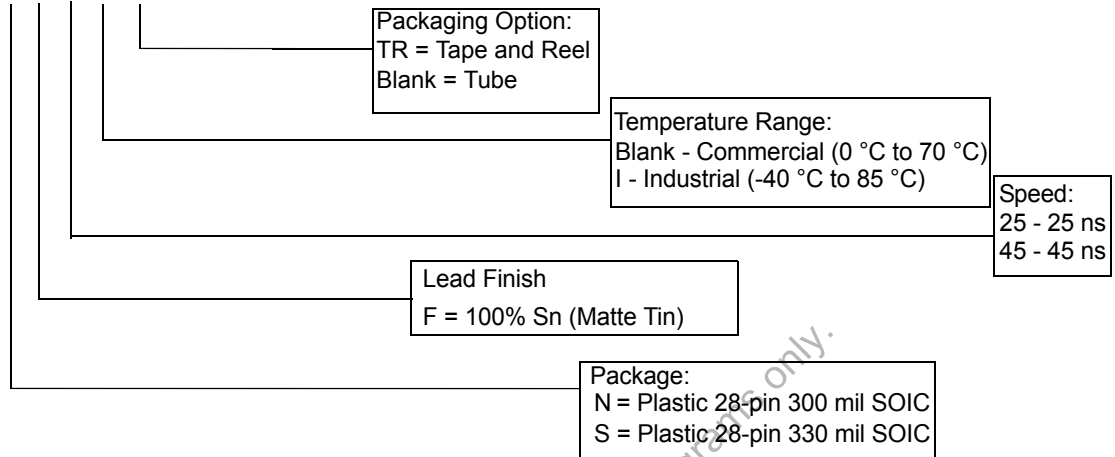 Packaging Option:
TR = Tape and Reel
Blank = Tube
Temperature Range:
Blank - Commercial (0 °C to 70 °C)
I - Industrial (-40 °C to 85 °C)
Speed:
25 - 25 ns
45 - 45 ns
Lead Finish
F = 100% Sn (Matte Tin)
Package:
N = Plastic 28-pin 300 mil SOIC
S = Plastic 28-pin 330 mil SOIC
only.